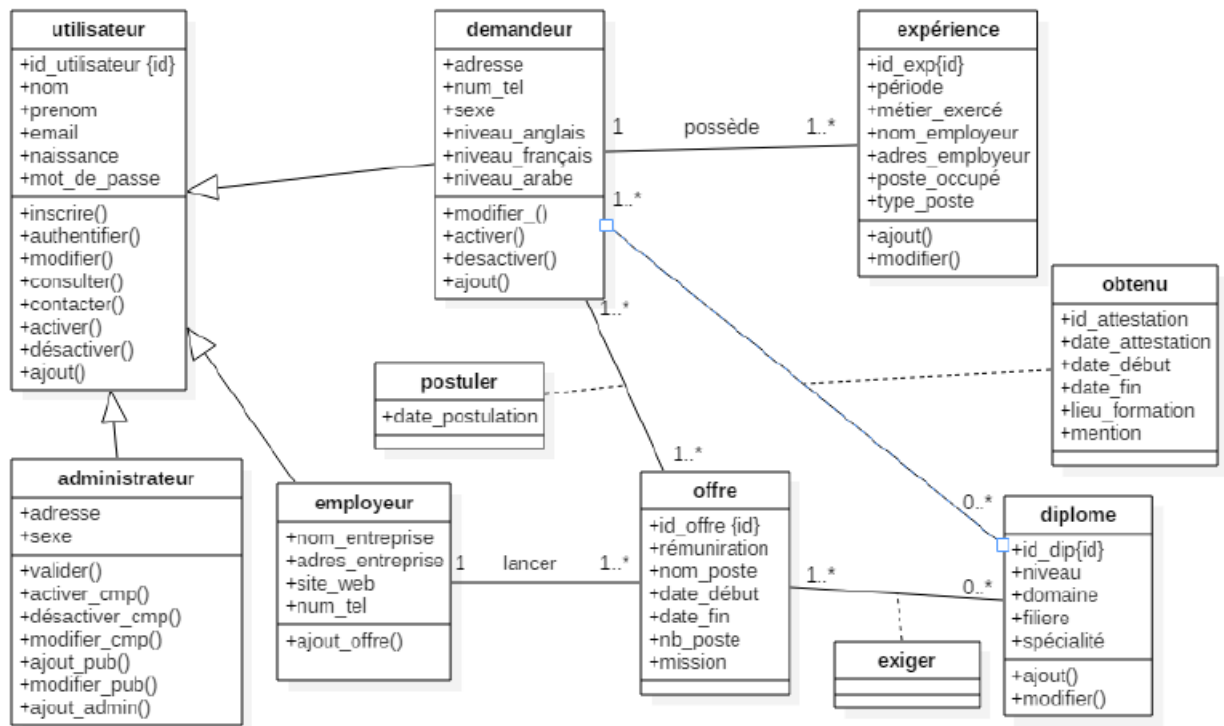 utilisateur
+id_utilisateur {id}
+nom
+prenom
+email
+naissance
+mot_de_passe
+inscrire()
+authentifier()
+modifier()
+consulter()
+contacter()
+activer()
+désactiver()
+ajout()
demandeur
+adresse
+num_tel
+sexe
+niveau_anglais
+niveau_français
+niveau_arabe
+modifier_()
+activer()
+desactiver()
+ajout()
1
possède
1..*
expérience
+id_exp{id}
+période
+métier_exercé
+nom_employeur
+adres_employeur
+poste_occupé
+type_poste
+ajout()
+modifier()
1..*
1..*
obtenu
+id_attestation
+date_attestation
+date_début
+date_fin
+lieu_formation
+mention
postuler
+date_postulation
1..*
0..*
administrateur
+adresse
+sexe
+valider()
+activer_cmp()
+désactiver_cmp()
+modifier_cmp()
+ajout_pub()
+modifier_pub()
+ajout_admin()
employeur
+nom_entreprise
+adres_entreprise
+site_web
+num_tel
+ajout_offre()
1
lancer
1..*
offre
+id_offre {id}
+rémuniration
+nom_poste
+date_début
+date_fin
+nb_poste
+mission
1..*
0..*
exiger
diplome
+id_dip{id}
+niveau
+domaine
+filiere
+spécialité
+ajout()
+modifier()